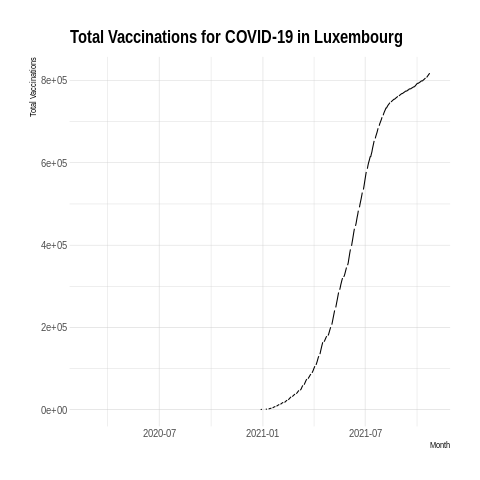 Total Vaccinations for COVID-19 in Luxembourg
Total Vaccinations
8e+05
6e+05
4e+05
2e+05
0e+00
2020-07 2021-01 2021-07
Month